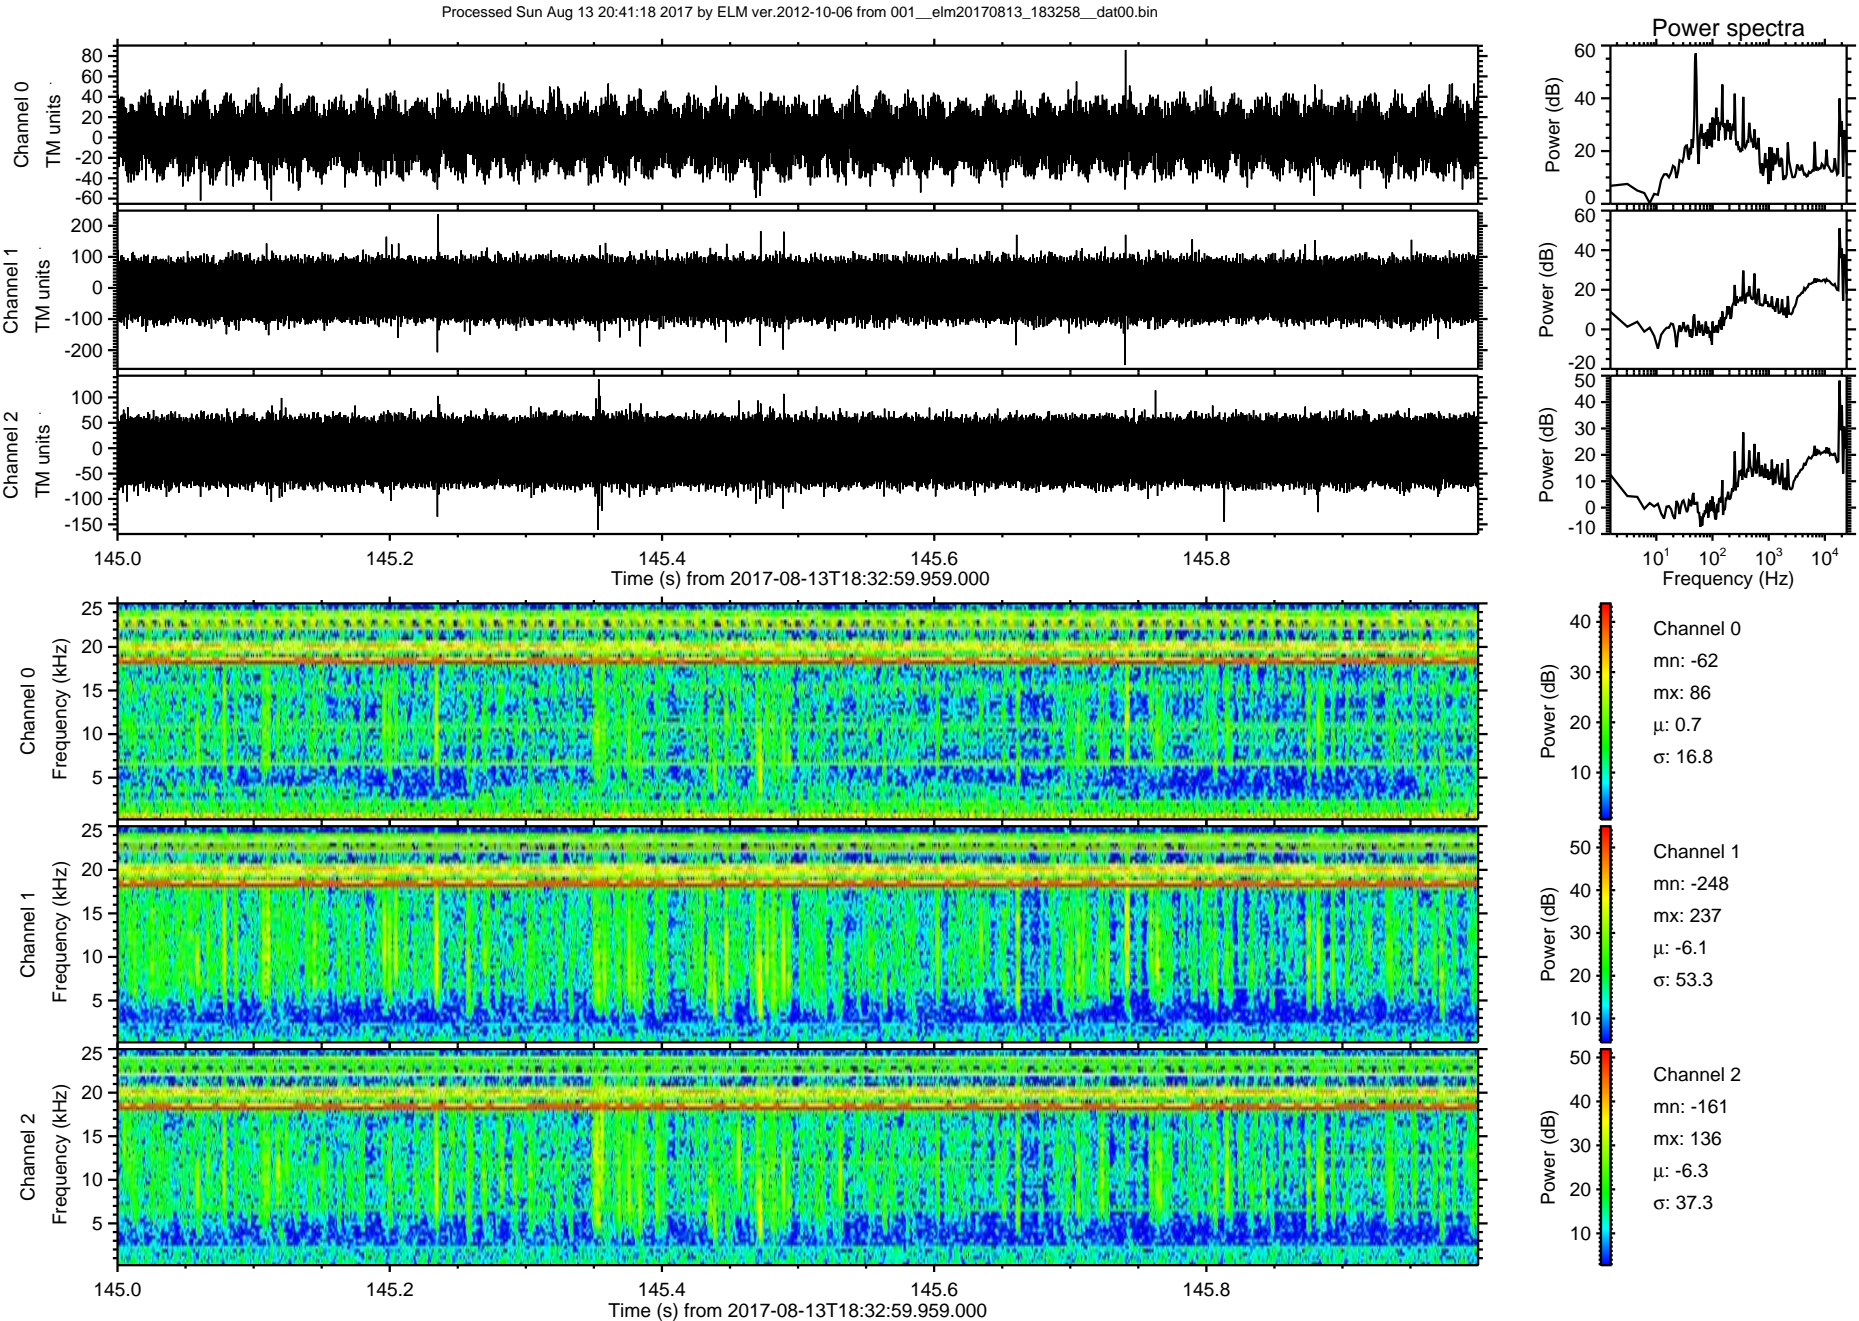 Processed Sun Aug 13 20:41:18 2017 by ELM ver.2012-10-06 from 001__elm20170813_183258__dat00.bin
Power spectra
Channel 0
TM units
80
60
40
20
0
-20
-40
-60
Power (dB)
60
40
20
0
Channel 1
TM units
200
100
0
-100
-200
Power (dB)
60
40
20
0
-20
Channel 2
TM units
100
50
0
-50
-100
-150
Power (dB)
50
40
30
20
10
0
-10
145.0 145.2 145.4 145.6 145.8
Time (s) from 2017-08-13T18:32:59.959.000
10^1 10^2 10^3 10^4
Frequency (Hz)
Channel 0
Frequency (kHz)
25
20
15
10
5
Power (dB)
40
30
20
10
Channel 0
mn: -62
mx: 86
μ: 0.7
σ: 16.8
Channel 1
Frequency (kHz)
25
20
15
10
5
Power (dB)
50
40
30
20
10
Channel 1
mn: -248
mx: 237
μ: -6.1
σ: 53.3
Channel 2
Frequency (kHz)
25
20
15
10
5
Power (dB)
50
40
30
20
10
Channel 2
mn: -161
mx: 136
μ: -6.3
σ: 37.3
145.0 145.2 145.4 145.6 145.8
Time (s) from 2017-08-13T18:32:59.959.000